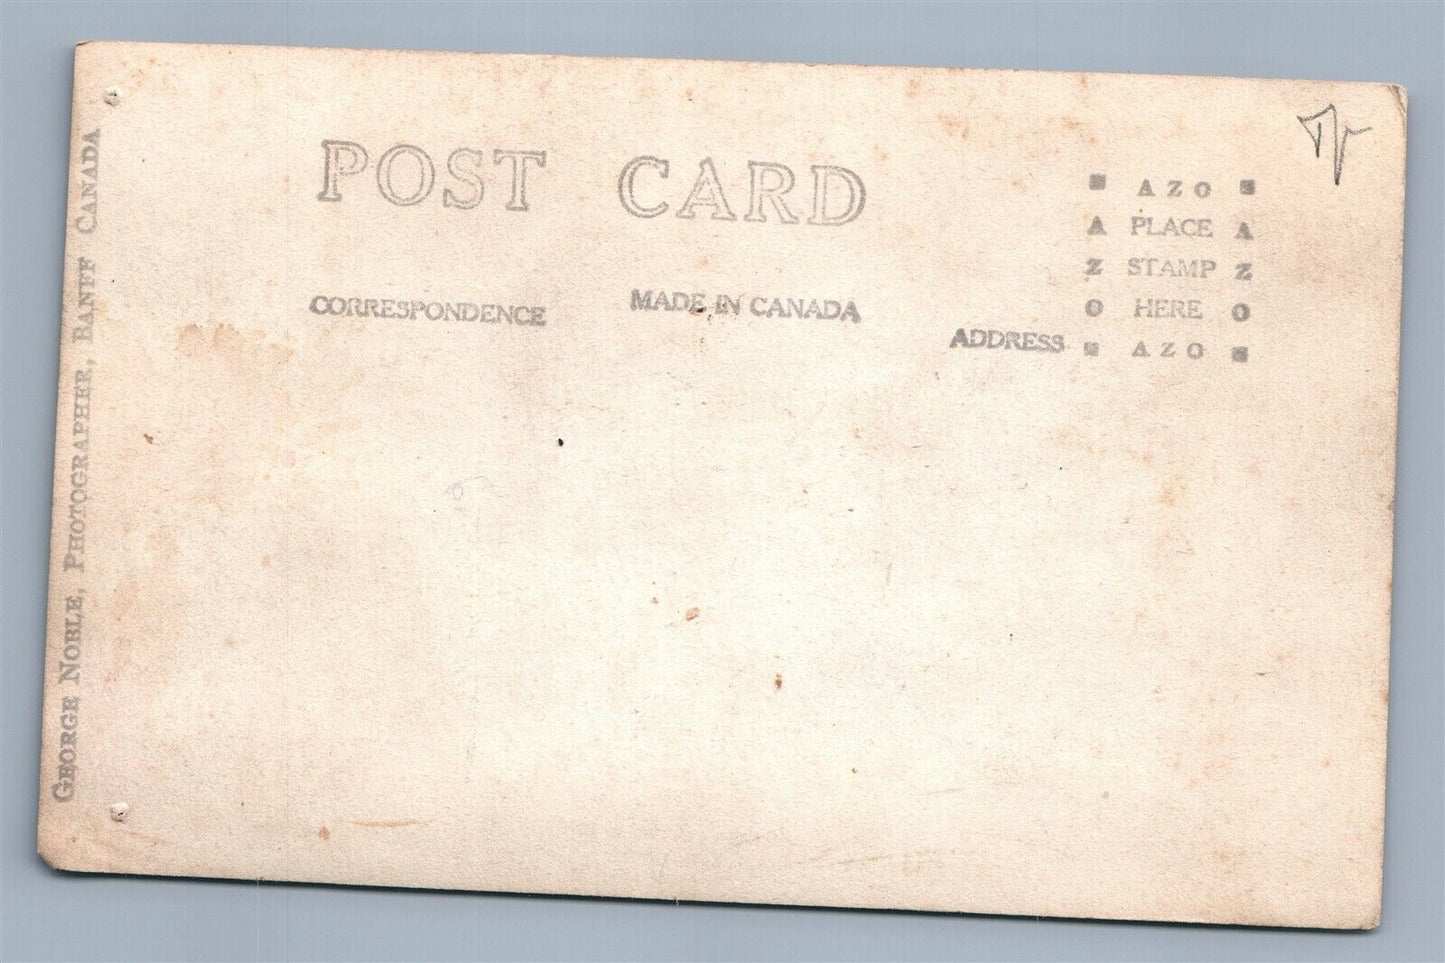 POST CARD
CORRESPONDENCE
MADE IN CANADA
ADDRESS
AZO
A PLACE A
Z STAMP Z
O HERE O
AZO
GEORGE NOBLE, PHOTOGRAPHER, BANFF CANADA